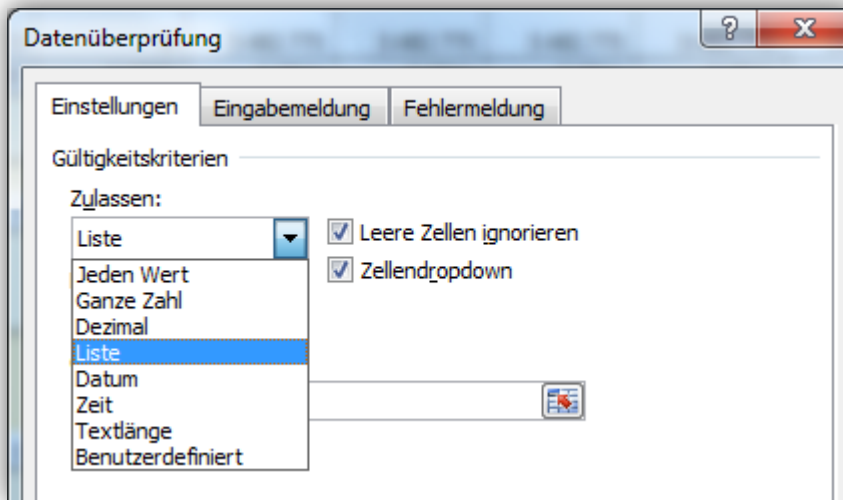 Datenüberprüfung
Einstellungen Eingabemeldung Fehlermeldung
Gültigkeitskriterien
Zulassen:
Liste Leere Zellen ignorieren
Jeden Wert Zellendropdown
Ganze Zahl
Dezimal
Liste
Datum
Zeit
Textlänge
Benutzerdefiniert